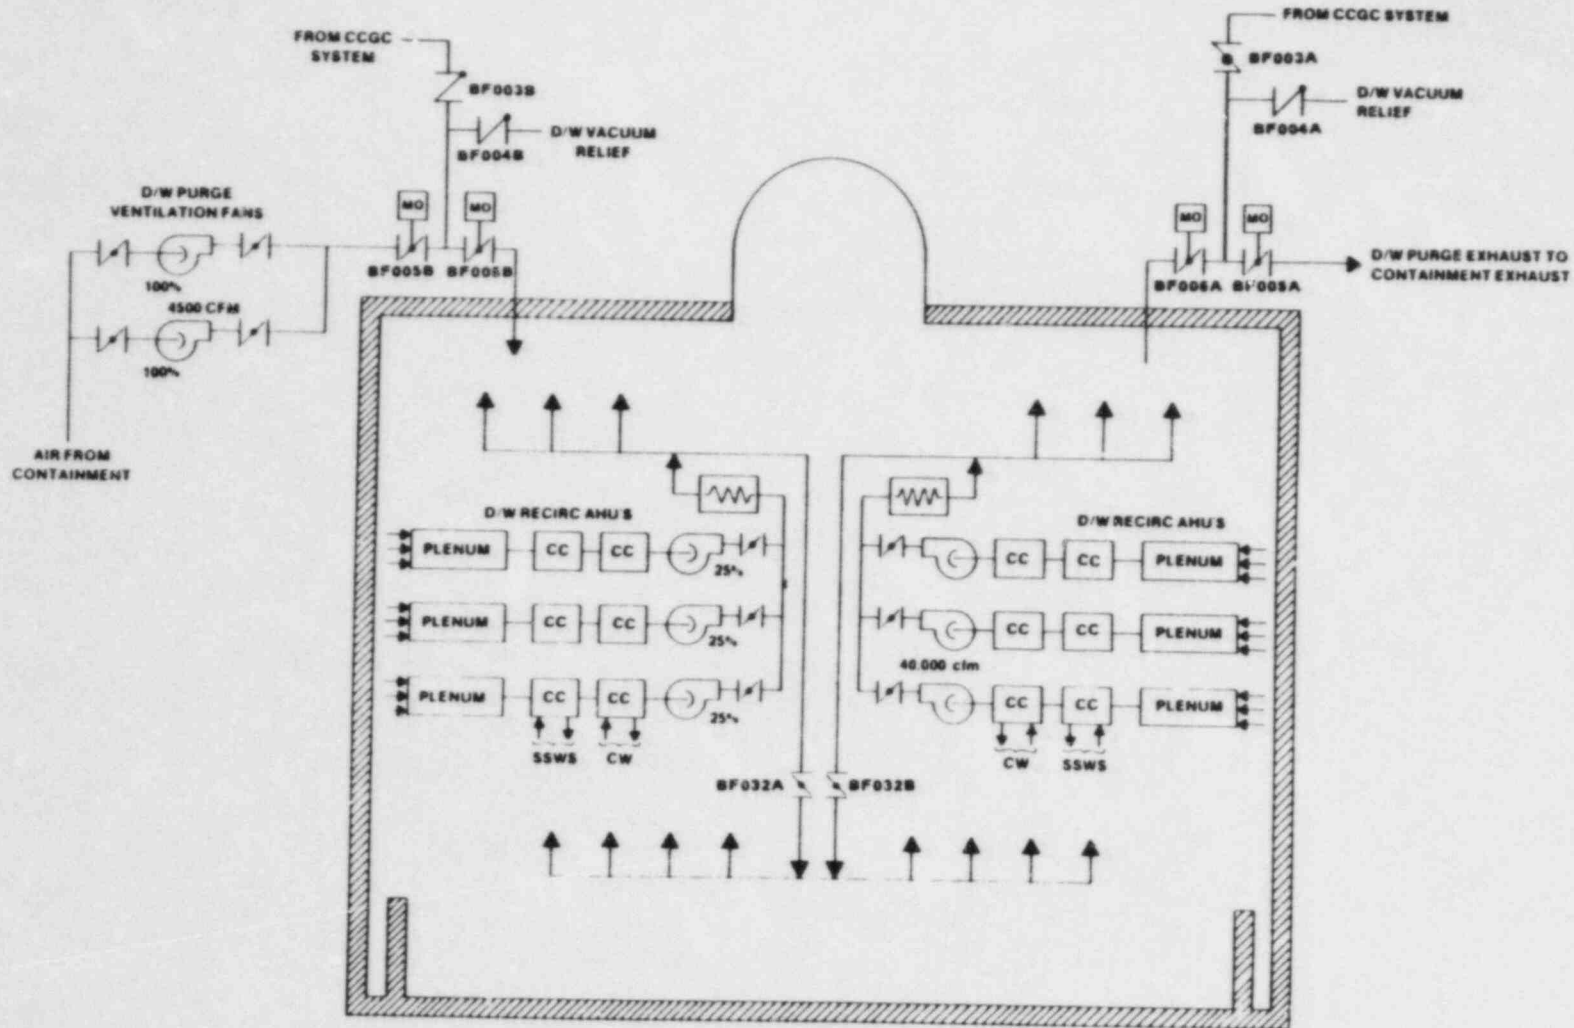 FROM CCGC
SYSTEM
BF003B
D/W VACUUM
RELIEF
BF004B
D/W PURGE
VENTILATION FANS
MO
MO
BF005B
BF006B
100%
4500 CFM
100%
AIR FROM
CONTAINMENT
FROM CCGC SYSTEM
BF003A
D/W VACUUM
RELIEF
BF004A
MO
MO
D/W PURGE EXHAUST TO
CONTAINMENT EXHAUST
BF006A
BF005A
D/W RECIRC AHU'S
PLENUM
CC
CC
25%
PLENUM
CC
CC
25%
PLENUM
CC
CC
25%
SSWS
CW
D/W RECIRC AHU'S
CC
CC
PLENUM
CC
CC
PLENUM
40.000 cfm
CC
CC
PLENUM
CW
SSWS
BF032A
BF032B